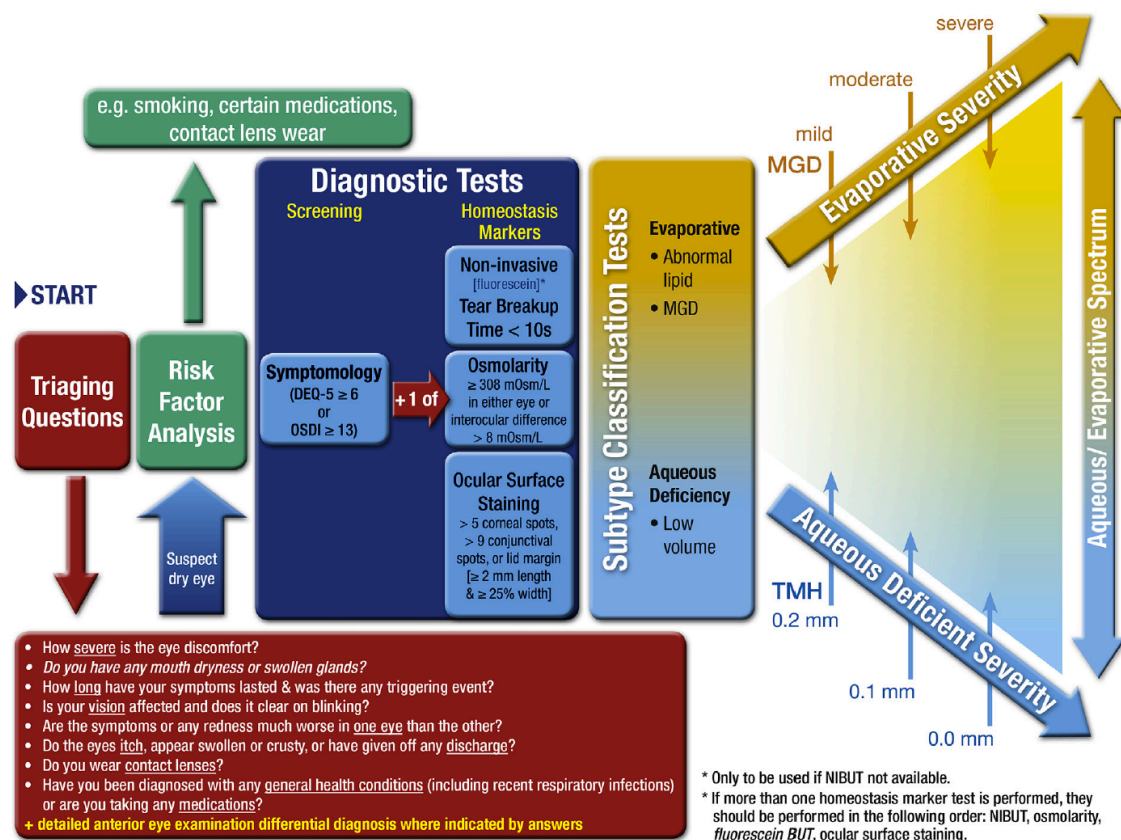 e.g. smoking, certain medications,
contact lens wear
START
Triaging
Questions
Risk
Factor
Analysis
Suspect
dry eye
Diagnostic Tests
Screening
Homeostasis
Markers
Symptomology
(DEQ-5 ≥ 6
or
OSDI ≥ 13)
+ 1 of
Non-invasive
[fluorescein]*
Tear Breakup
Time < 10s
Osmolarity
≥ 308 mOsm/L
in either eye or
interocular difference
> 8 mOsm/L
Ocular Surface
Staining
> 5 corneal spots,
> 9 conjunctival
spots, or lid margin
[≥ 2 mm length
& ≥ 25% width]
Subtype Classification Tests
Evaporative
• Abnormal
lipid
• MGD
Aqueous
Deficiency
• Low
volume
severe
moderate
mild
MGD
Evaporative Severity
Aqueous/ Evaporative Spectrum
Aqueous Deficient Severity
TMH
0.2 mm
0.1 mm
0.0 mm
• How severe is the eye discomfort?
• Do you have any mouth dryness or swollen glands?
• How long have your symptoms lasted & was there any triggering event?
• Is your vision affected and does it clear on blinking?
• Are the symptoms or any redness much worse in one eye than the other?
• Do the eyes itch, appear swollen or crusty, or have given off any discharge?
• Do you wear contact lenses?
• Have you been diagnosed with any general health conditions (including recent respiratory infections)
or are you taking any medications?
+ detailed anterior eye examination differential diagnosis where indicated by answers
* Only to be used if NIBUT not available.
* If more than one homeostasis marker test is performed, they
should be performed in the following order: NIBUT, osmolarity,
fluorescein BUT, ocular surface staining.